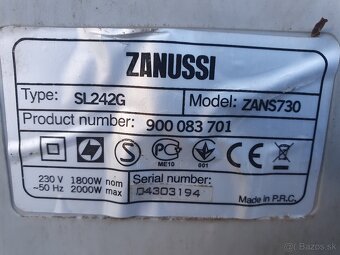 ZANUSSI
Type: SL242G Model: ZANS730
Product number: 900 083 701
S CE
ME10 001
230 V 1800W nom Serial number:
~50 Hz 2000W max 04303194 Made in P.R.C.
bazos.sk